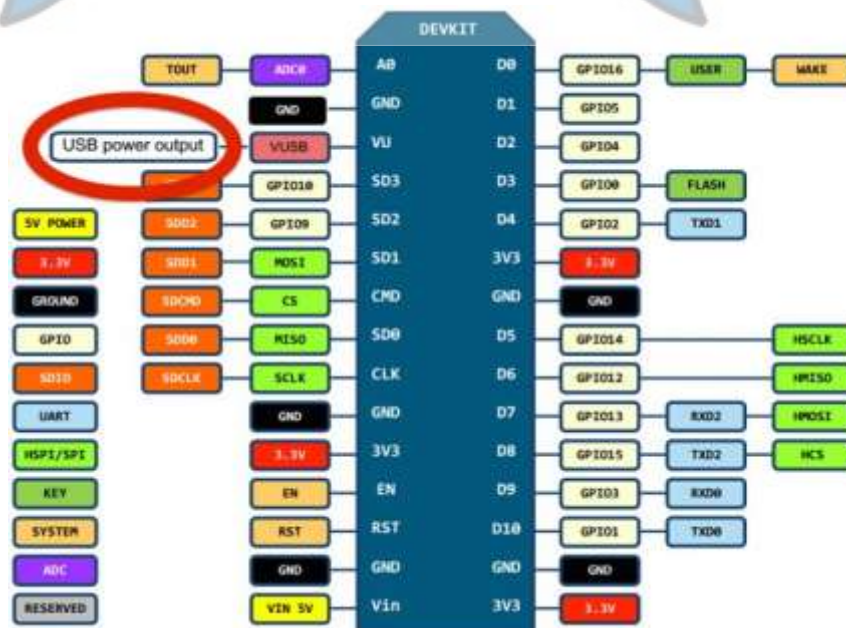 DEVKIT
TOUT ADC0 A0 D0 GPIO16 USER WAKE
GND GND D1 GPIO5
USB power output VUSB VU D2 GPIO4
GPIO10 SD3 D3 GPIO0 FLASH
5V POWER SDD2 GPIO9 SD2 D4 GPIO2 TXD1
3.3V SDD1 MOSI SD1 3V3 3.3V
GROUND SDCMD CS CMD GND GND
GPIO SDD0 MISO SD0 D5 GPIO14 HSCLK
SDIO SDCLK SCLK CLK D6 GPIO12 HMISO
UART GND GND D7 GPIO13 RXD2 HMOSI
HSPI/SPI 3.3V 3V3 D8 GPIO15 TXD2 HCS
KEY EN EN D9 GPIO3 RXD0
SYSTEM RST RST D10 GPIO1 TXD0
ADC GND GND GND GND
RESERVED VIN 5V Vin 3V3 3.3V